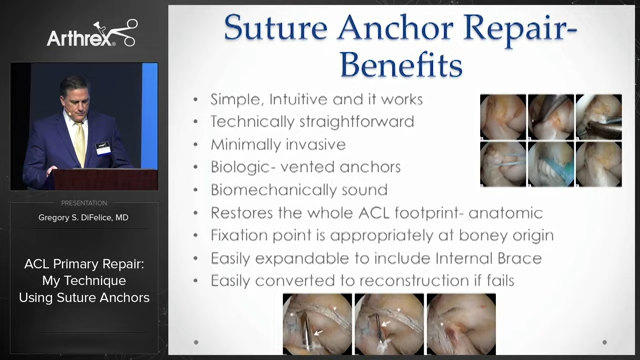 Arthrex®
PRESENTATION
Gregory S. DiFelice, MD
ACL Primary Repair:
My Technique
Using Suture Anchors
Suture Anchor Repair-
Benefits
• Simple, Intuitive and it works
• Technically straightforward
• Minimally invasive
• Biologic- vented anchors
• Biomechanically sound
• Restores the whole ACL footprint- anatomic
• Fixation point is appropriately at boney origin
• Easily expandable to include Internal Brace
• Easily converted to reconstruction if fails